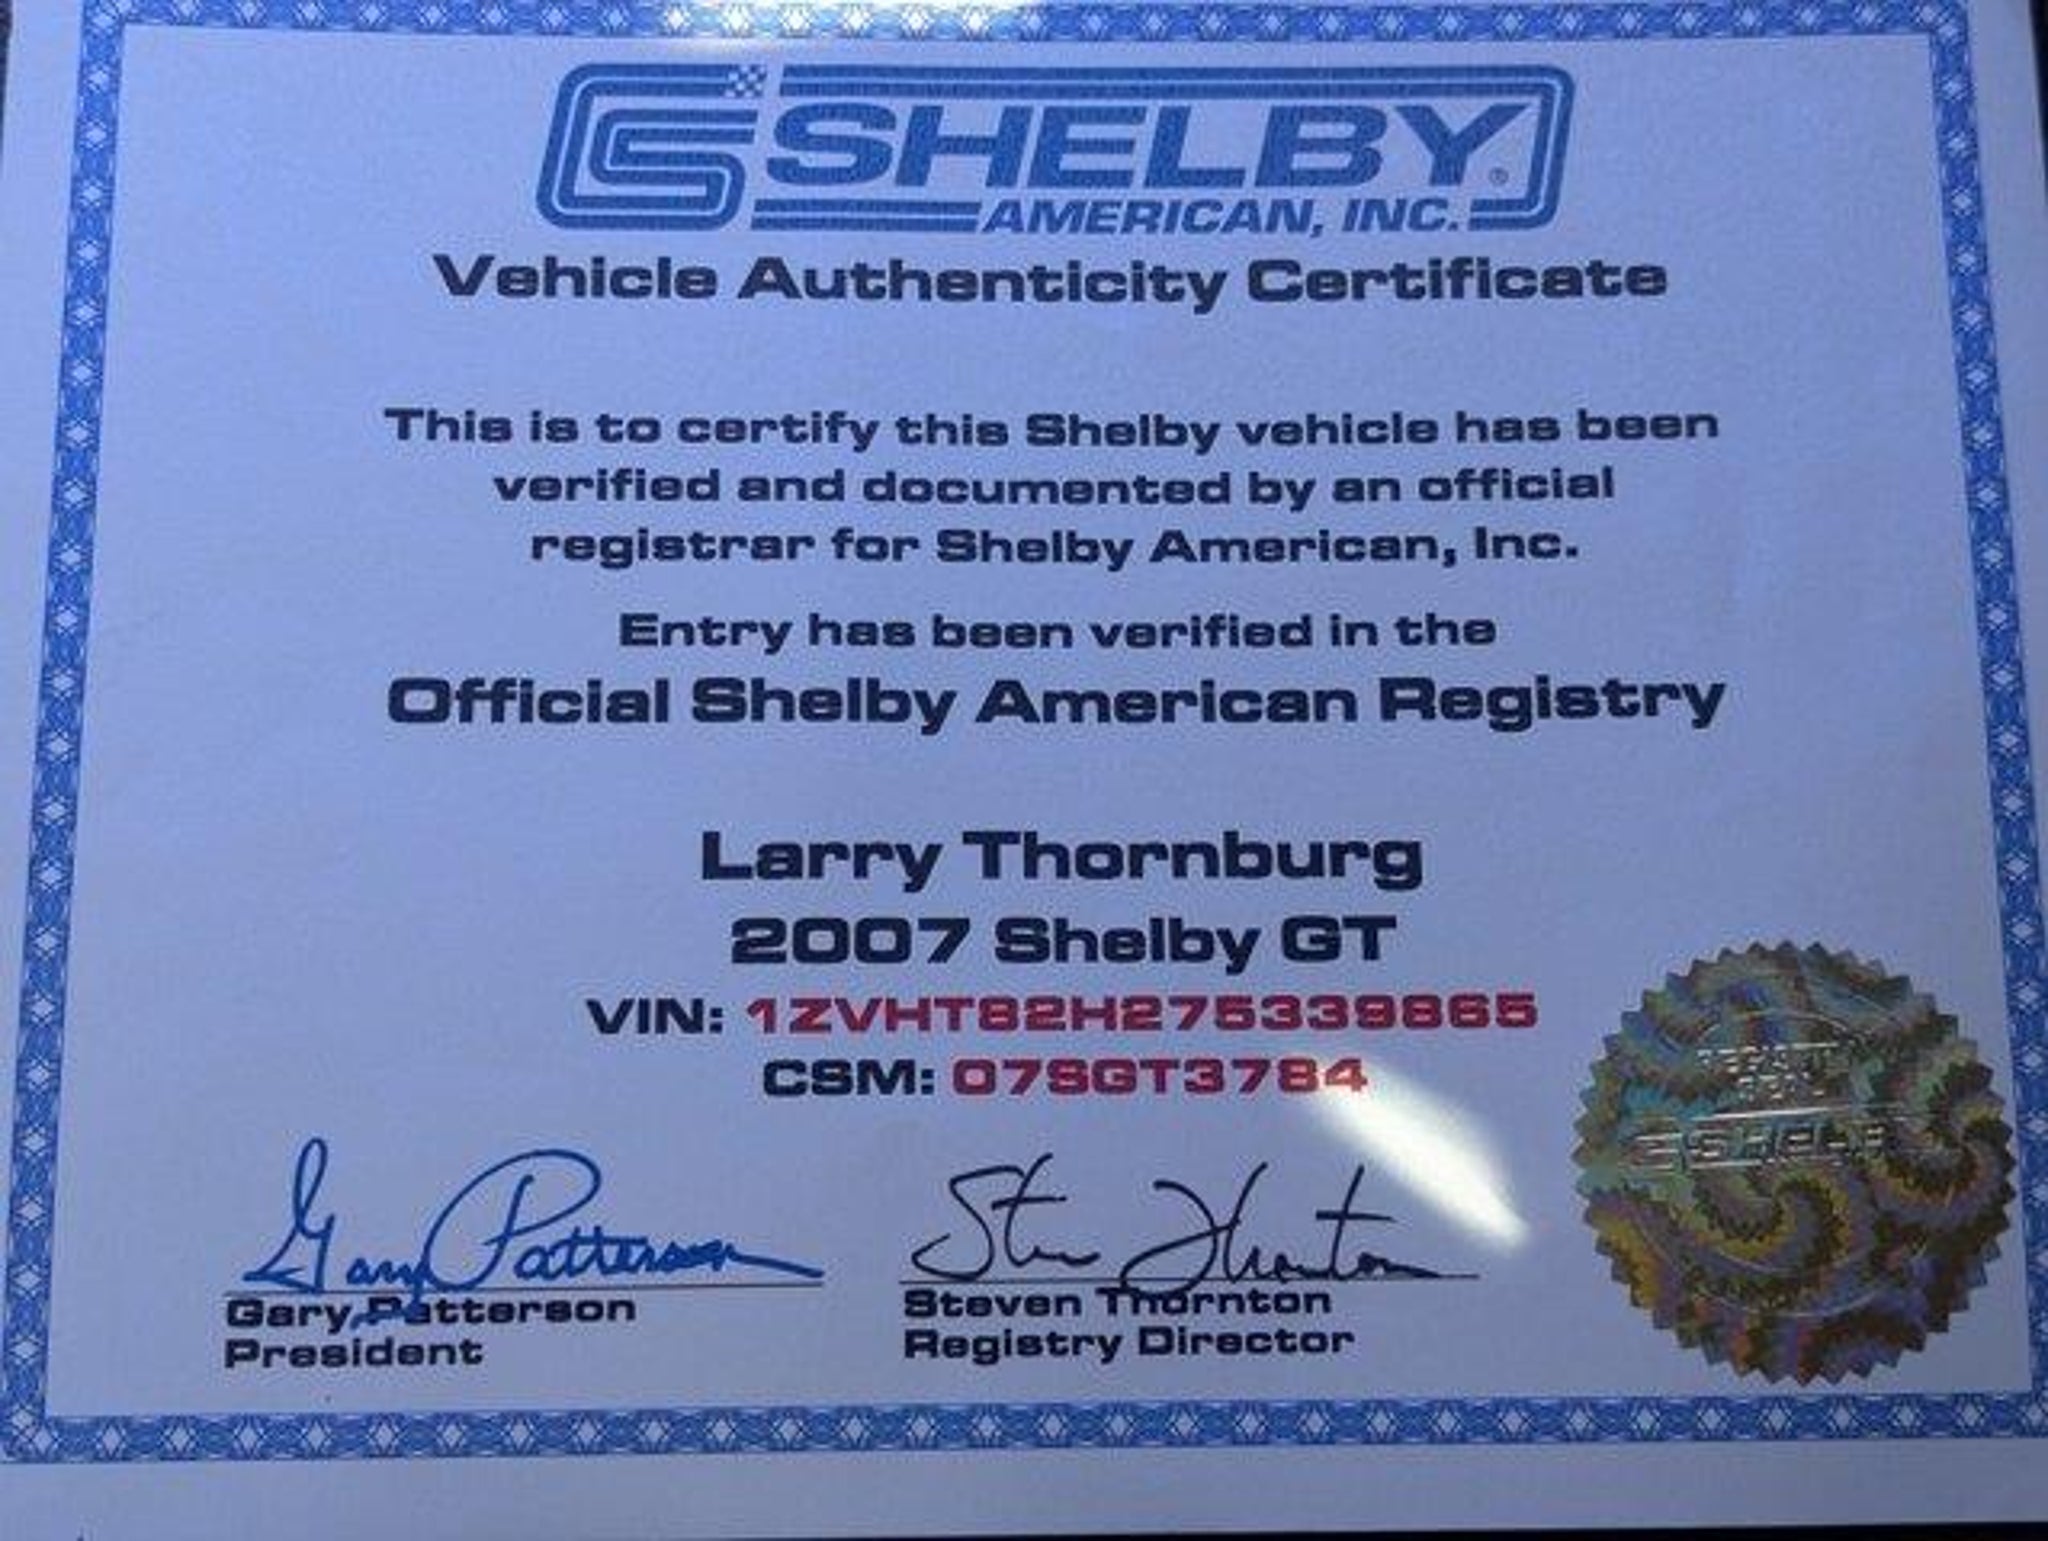 SHELBY®
AMERICAN, INC.
Vehicle Authenticity Certificate
This is to certify this Shelby vehicle has been
verified and documented by an official
registrar for Shelby American, Inc.
Entry has been verified in the
Official Shelby American Registry
Larry Thornburg
2007 Shelby GT
VIN: 1ZVHT82H275339865
CSM: 07SGT3784
Gary Patterson
Gary Patterson
President
Steven Thornton
Registry Director